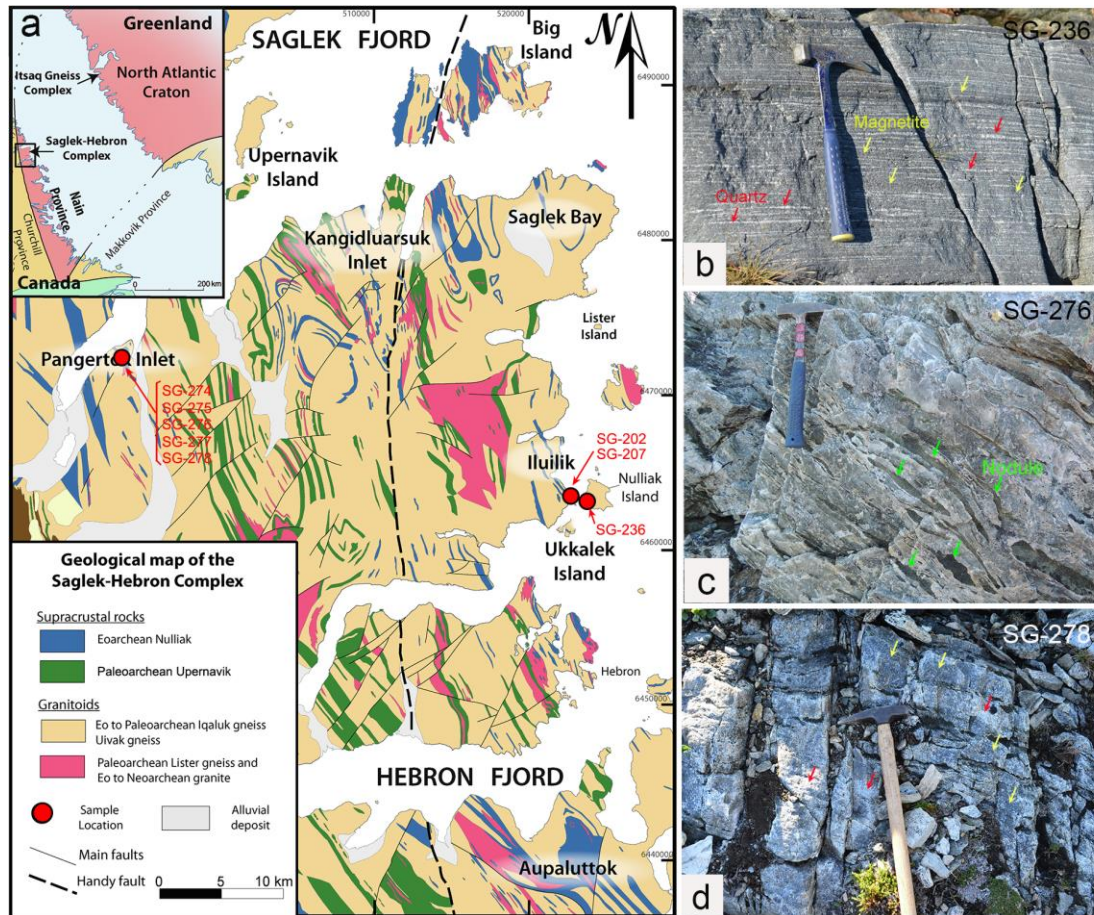 a
Greenland
Itsaq Gneiss
Complex
North Atlantic
Craton
Saglek-Hebron
Complex
Nain
Province
Churchill
Province
Makkovik Province
Canada
0 200 km
510000
520000
SAGLEK FJORD
Big
Island
N
6490000
Upernavik
Island
Saglek Bay
Kangidluarsuk
Inlet
6480000
Lister
Island
Pangertok Inlet
SG-274
SG-275
SG-276
SG-277
SG-278
6470000
SG-202
SG-207
Iluilik
Nulliak
Island
SG-236
Ukkalek
Island
6460000
Hebron
6450000
HEBRON FJORD
6440000
Aupaluttok
Geological map of the
Saglek-Hebron Complex
Supracrustal rocks
Eoarchean Nulliak
Paleoarchean Upernavik
Granitoids
Eo to Paleoarchean Iqaluk gneiss
Uivak gneiss
Paleoarchean Lister gneiss and
Eo to Neoarchean granite
Sample
Location
Alluvial
deposit
Main faults
Handy fault
0 5 10 km
SG-236
Magnetite
Quartz
b
SG-276
Nodule
c
SG-278
d